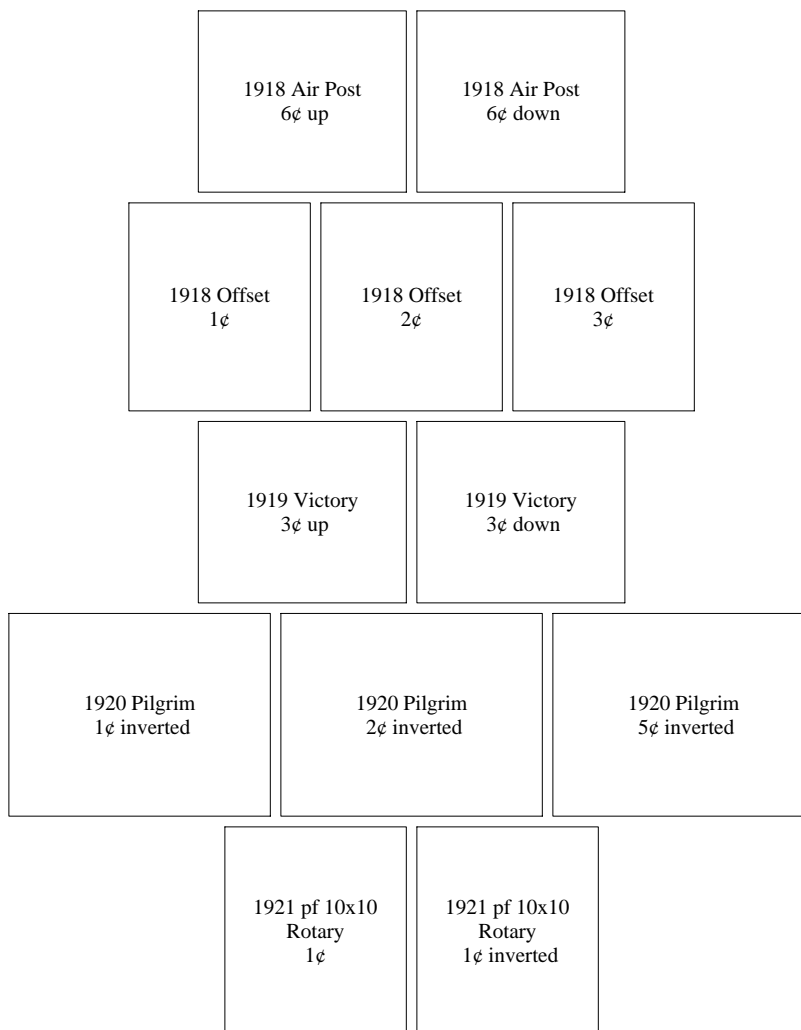 1918 Air Post
6¢ up
1918 Air Post
6¢ down
1918 Offset
1¢
1918 Offset
2¢
1918 Offset
3¢
1919 Victory
3¢ up
1919 Victory
3¢ down
1920 Pilgrim
1¢ inverted
1920 Pilgrim
2¢ inverted
1920 Pilgrim
5¢ inverted
1921 pf 10x10
Rotary
1¢
1921 pf 10x10
Rotary
1¢ inverted